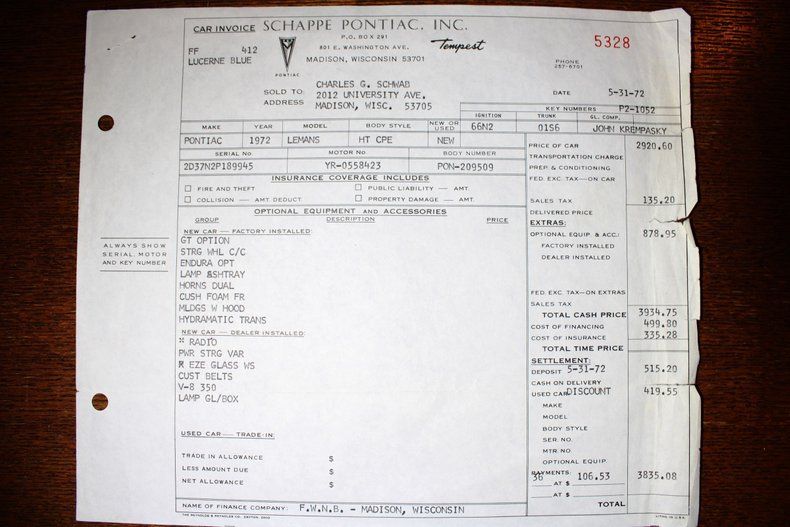 CAR INVOICE SCHAPPE PONTIAC, INC.
P.O. BOX 291
FF 412
LUCERNE BLUE
PONTIAC
801 E. WASHINGTON AVE.
Tempest
MADISON, WISCONSIN 53701
5328
PHONE
257-6701
SOLD TO: CHARLES G. SCHWAB
ADDRESS 2012 UNIVERSITY AVE.
MADISON, WISC. 53705
DATE 5-31-72
KEY NUMBERS P2-1052
IGNITION TRUNK GL. COMP.
66N2 01S6 JOHN KREMPASKY
MAKE YEAR MODEL BODY STYLE NEW OR USED
PONTIAC 1972 LEMANS HT CPE NEW
SERIAL No MOTOR No BODY NUMBER
2D37N2P189945 YR-0558423 PON-209509
INSURANCE COVERAGE INCLUDES
FIRE AND THEFT PUBLIC LIABILITY — AMT.
COLLISION — AMT. DEDUCT PROPERTY DAMAGE — AMT.
OPTIONAL EQUIPMENT AND ACCESSORIES
GROUP DESCRIPTION PRICE
NEW CAR — FACTORY INSTALLED:
GT OPTION
STRG WHL C/C
ENDURA OPT
LAMP ASHTRAY
HORNS DUAL
CUSH FOAM FR
MLDGS W HOOD
HYDRAMATIC TRANS
NEW CAR — DEALER INSTALLED:
RADIO
PWR STRG VAR
EZE GLASS WS
CUST BELTS
V-8 350
LAMP GL/BOX
USED CAR — TRADE-IN:
TRADE IN ALLOWANCE $
LESS AMOUNT DUE $
NET ALLOWANCE $
NAME OF FINANCE COMPANY: F.W.N.B. - MADISON, WISCONSIN
ALWAYS SHOW
SERIAL, MOTOR
AND KEY NUMBER
PRICE OF CAR 2920.60
TRANSPORTATION CHARGE
PREP. & CONDITIONING
FED. EXC. TAX—ON CAR
SALES TAX 135.20
DELIVERED PRICE
EXTRAS:
OPTIONAL EQUIP. & ACC.: 878.95
FACTORY INSTALLED
DEALER INSTALLED
FED. EXC. TAX—ON EXTRAS
SALES TAX
TOTAL CASH PRICE 3934.75
COST OF FINANCING 499.80
COST OF INSURANCE 335.28
TOTAL TIME PRICE
SETTLEMENT:
DEPOSIT 5-31-72 515.20
CASH ON DELIVERY
USED CAR DISCOUNT 419.55
MAKE
MODEL
BODY STYLE
SER. NO.
MTR NO.
OPTIONAL EQUIP.
PAYMENTS:
36 AT $ 106.53 3835.08
AT $
TOTAL